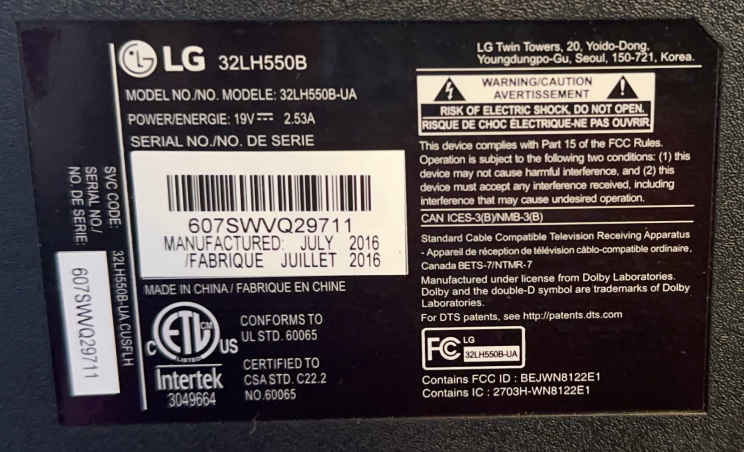 LG 32LH550B
MODEL NO./NO. MODELE: 32LH550B-UA
POWER/ENERGIE: 19V 2.53A
SERIAL NO./NO. DE SERIE
607SWVQ29711
MANUFACTURED: JULY 2016
/FABRIQUE JUILLET 2016
MADE IN CHINA / FABRIQUE EN CHINE
ETL CM
LISTED
C US
Intertek
3049664
CONFORMS TO
UL STD. 60065
CERTIFIED TO
CSA STD. C22.2
NO.60065
SVC CODE: 32LH550B-UA.CUSFLH
SERIAL NO./
NO. DE SERIE:
607SWVQ29711
LG Twin Towers, 20, Yoido-Dong,
Youngdungpo-Gu, Seoul, 150-721, Korea.
WARNING/CAUTION
AVERTISSEMENT
RISK OF ELECTRIC SHOCK, DO NOT OPEN.
RISQUE DE CHOC ÉLECTRIQUE-NE PAS OUVRIR
This device complies with Part 15 of the FCC Rules.
Operation is subject to the following two conditions: (1) this
device may not cause harmful interference, and (2) this
device must accept any interference received, including
interference that may cause undesired operation.
CAN ICES-3(B)/NMB-3(B)
Standard Cable Compatible Television Receiving Apparatus
- Appareil de réception de télévision câblo-compatible ordinaire,
Canada BETS-7/NTMR-7
Manufactured under license from Dolby Laboratories.
Dolby and the double-D symbol are trademarks of Dolby
Laboratories.
For DTS patents, see http://patents.dts.com
FC LG
32LH550B-UA
Contains FCC ID : BEJWN8122E1
Contains IC : 2703H-WN8122E1